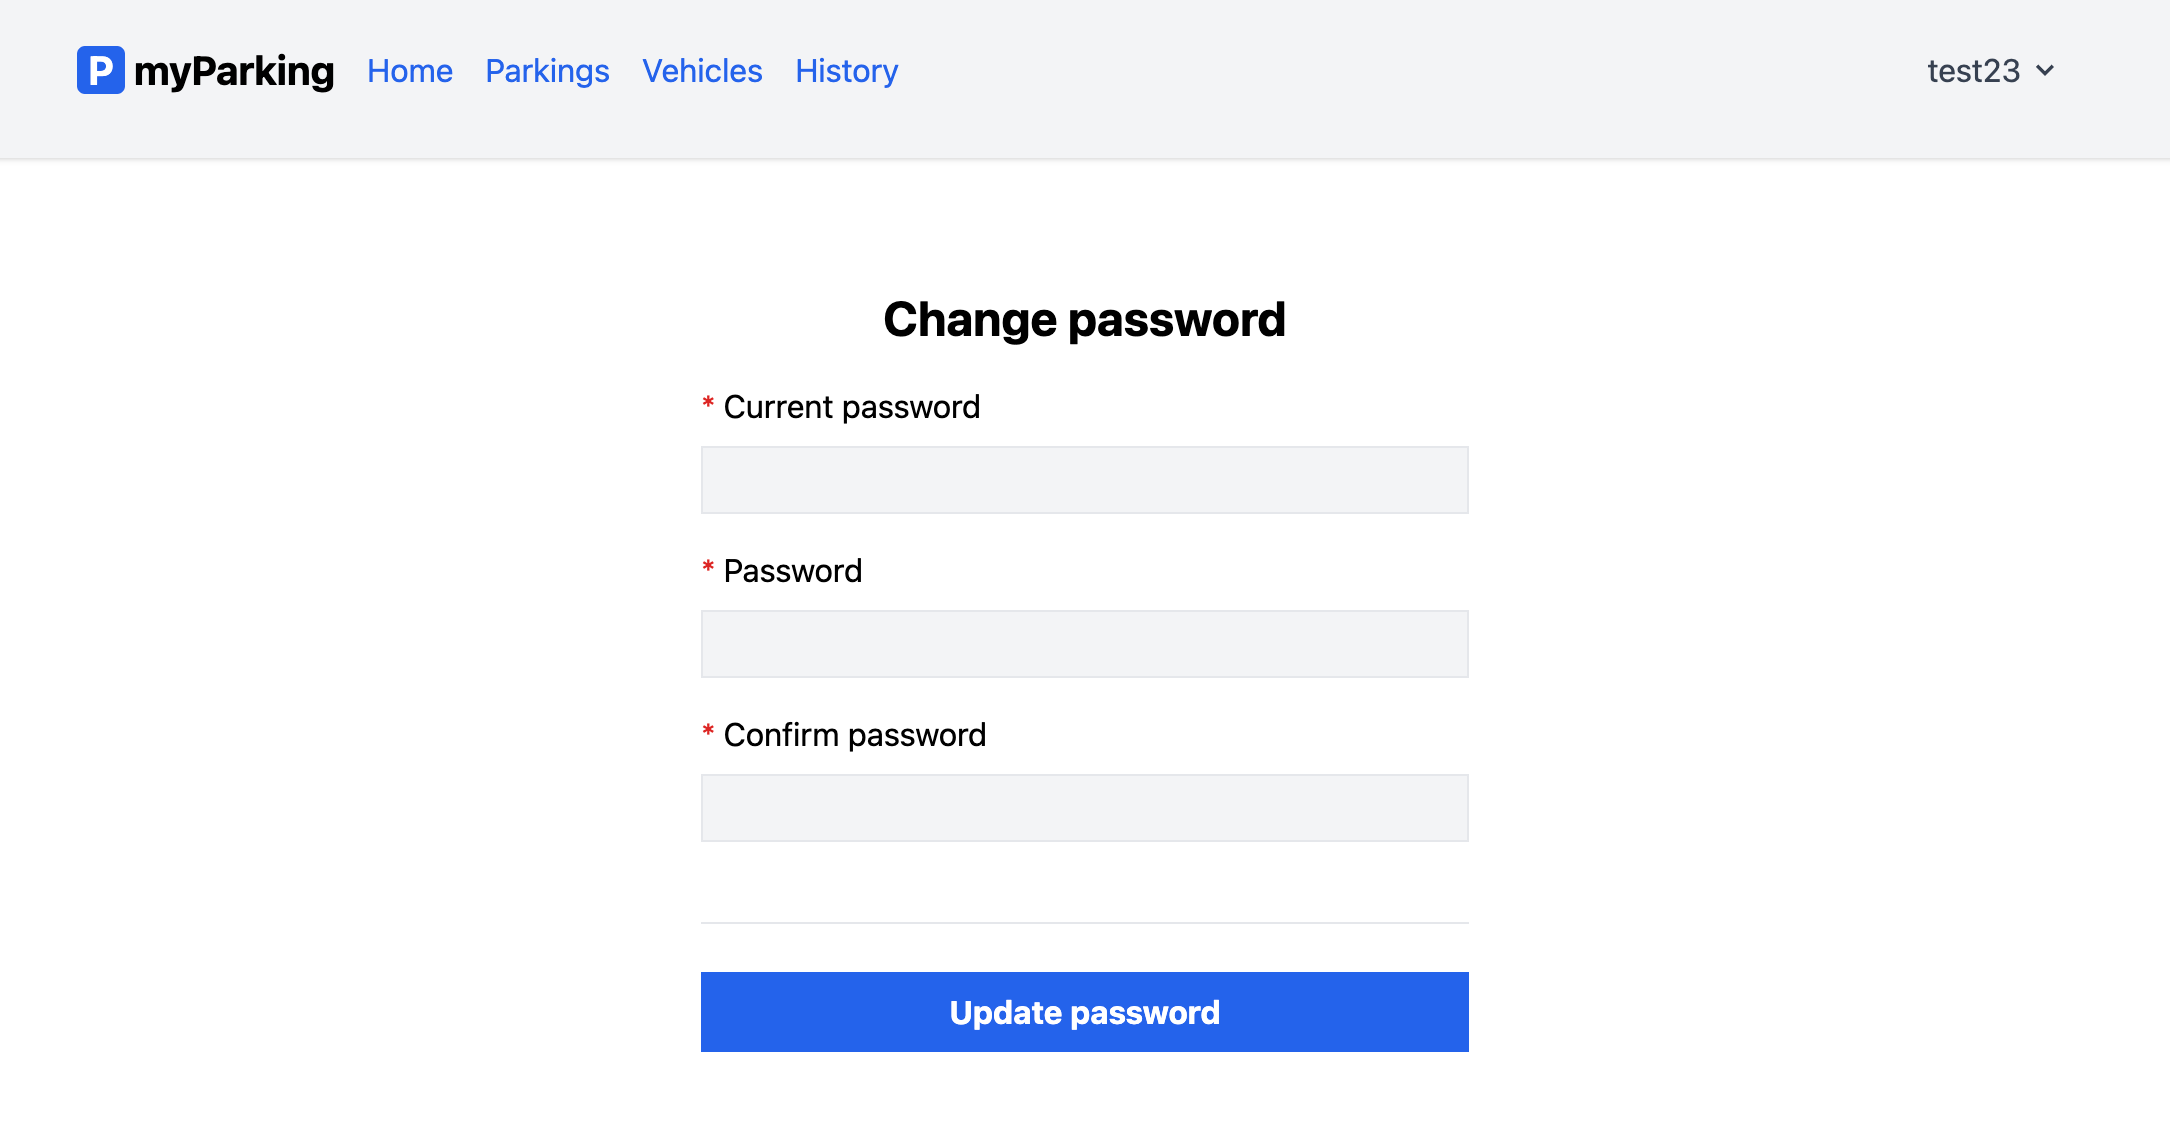 P myParking Home Parkings Vehicles History test23
Change password
* Current password
* Password
* Confirm password
Update password